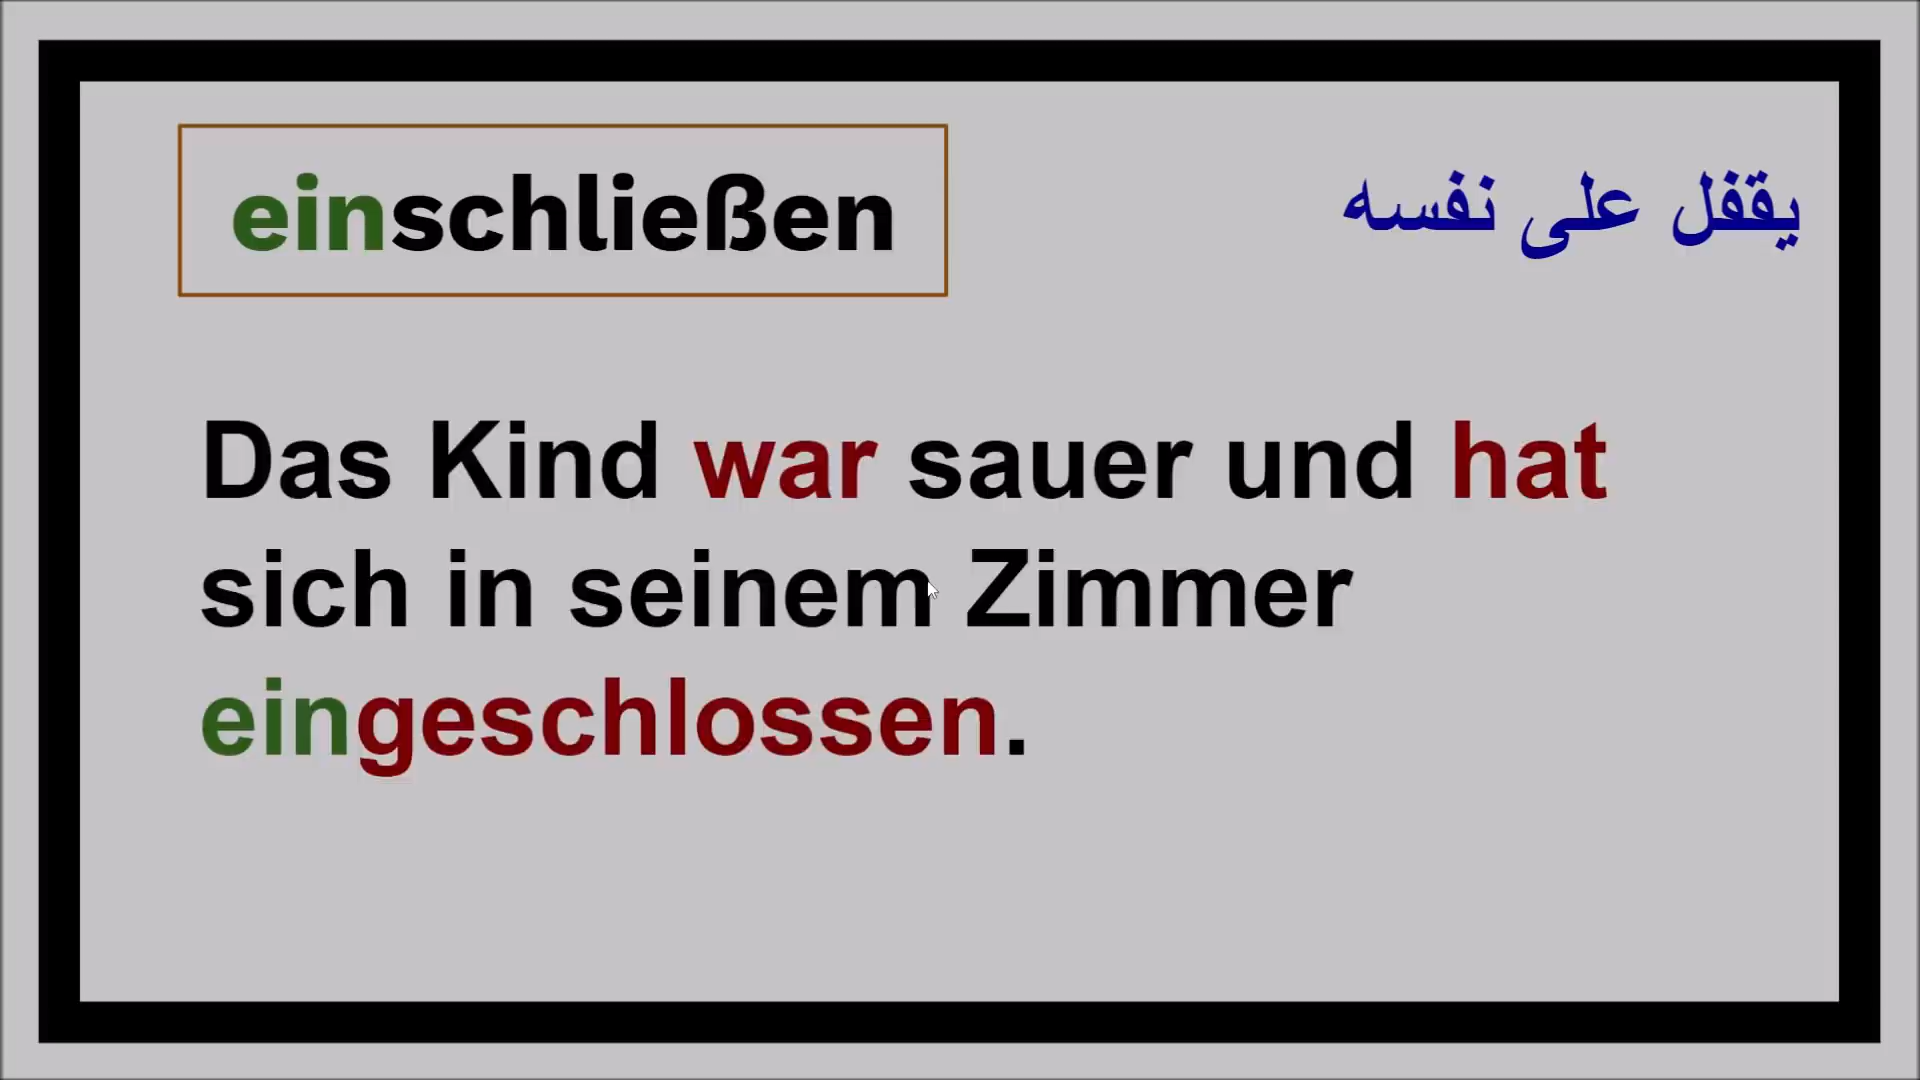 einschließen
يقفل على نفسه
Das Kind war sauer und hat
sich in seinem Zimmer
eingeschlossen.